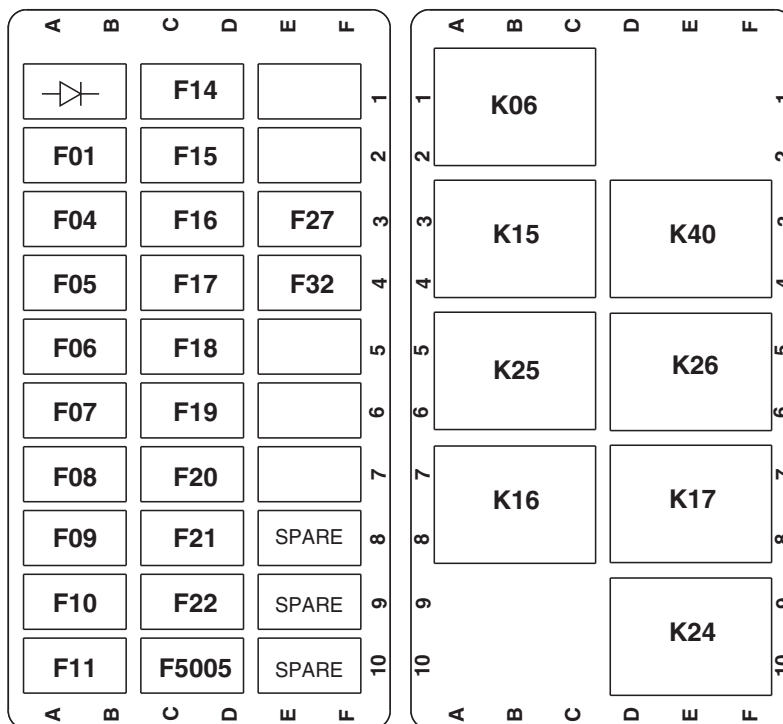 A B C D E F
F14 1
F01 F15 2
F04 F16 F27 3
F05 F17 F32 4
F06 F18 5
F07 F19 6
F08 F20 7
F09 F21 SPARE 8
F10 F22 SPARE 9
F11 F5005 SPARE 10
A B C D E F
A B C D E F
1 K06 1
2 2
3 K15 K40 3
4 4
5 K25 K26 5
6 6
7 K16 K17 7
8 8
9 K24 9
10 10
A B C D E F